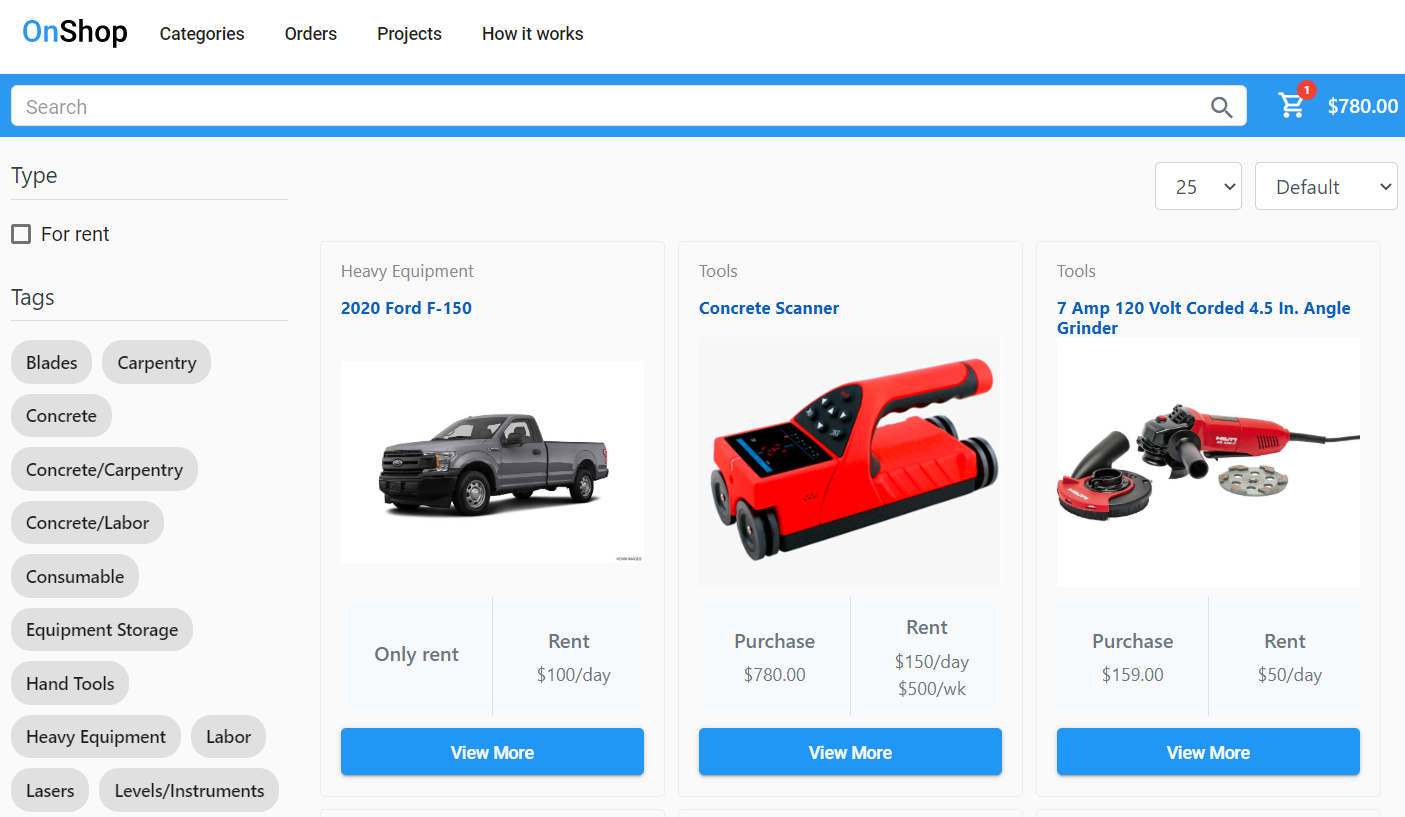 OnShop
Categories
Orders
Projects
How it works
Search
1
$780.00
Type
For rent
Tags
Blades
Carpentry
Concrete
Concrete/Carpentry
Concrete/Labor
Consumable
Equipment Storage
Hand Tools
Heavy Equipment
Labor
Lasers
Levels/Instruments
25
Default
Heavy Equipment
2020 Ford F-150
Only rent
Rent
$100/day
View More
Tools
Concrete Scanner
Purchase
$780.00
Rent
$150/day
$500/wk
View More
Tools
7 Amp 120 Volt Corded 4.5 In. Angle
Grinder
HILTI
HILTI
Purchase
$159.00
Rent
$50/day
View More